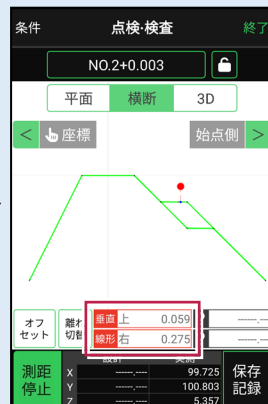 条件 点検·検査 終了
NO.2+0.003
平面 横断 3D
< 座標 始点側 >
オフ
セット
離れ
切替
垂直 上 0.059
線形 右 0.275
------.---
------.---
測距
停止
設計 実測
X ------.---- 99.725
Y ------.---- 100.803
Z ------.---- 5.357
保存
記録